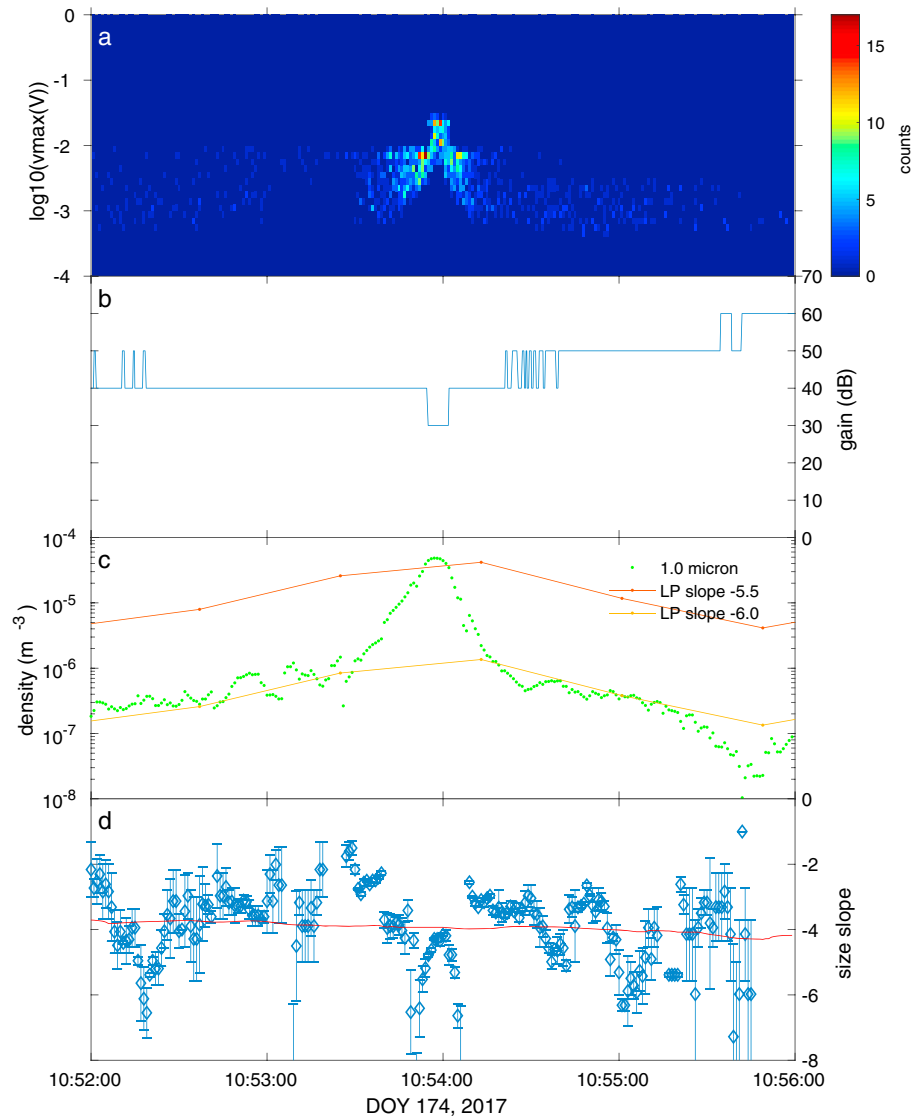 a
0
-1
-2
-3
-4
log10(vmax(V))
15
10
5
0
counts
b
70
60
50
40
30
20
10
0
gain (dB)
c
10-4
10-5
10-6
10-7
10-8
density (m -3)
1.0 micron
LP slope -5.5
LP slope -6.0
0
d
-2
-4
-6
-8
size slope
10:52:00 10:53:00 10:54:00 10:55:00 10:56:00
DOY 174, 2017